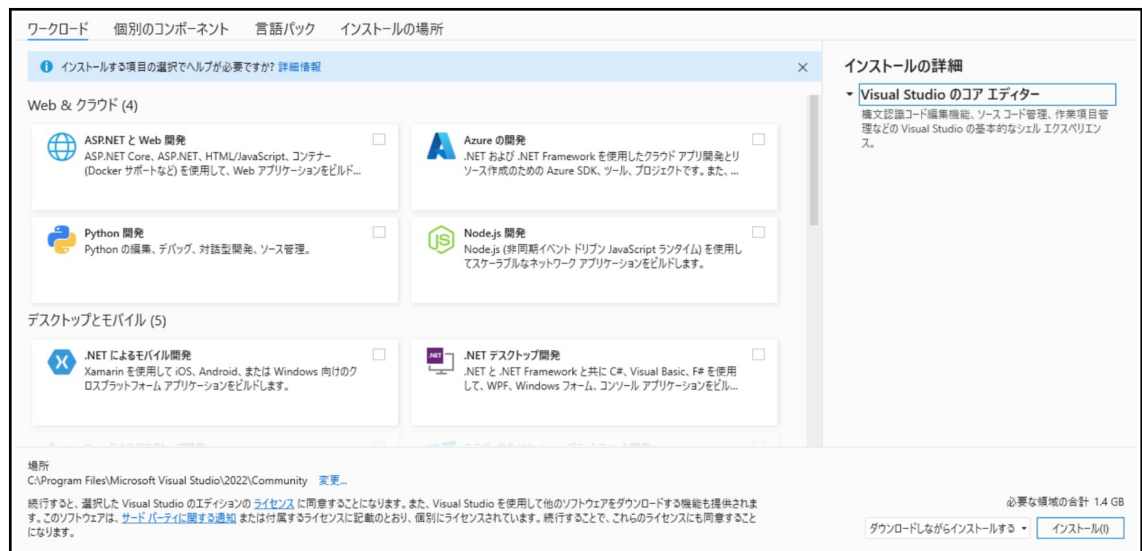 ワークロード 個別のコンポーネント 言語パック インストールの場所
インストールする項目の選択でヘルプが必要ですか? 詳細情報
Web & クラウド (4)
ASP.NET と Web 開発
ASP.NET Core、ASP.NET、HTML/JavaScript、コンテナー
(Docker サポートなど) を使用して、Web アプリケーションをビルド...
Azure の開発
.NET および .NET Framework を使用したクラウド アプリ開発とリ
ソース作成のための Azure SDK、ツール、プロジェクトです。また、...
Python 開発
Python の編集、デバッグ、対話型開発、ソース管理。
Node.js 開発
Node.js (非同期イベント ドリブン JavaScript ランタイム) を使用し
てスケーラブルなネットワーク アプリケーションをビルドします。
デスクトップとモバイル (5)
.NET によるモバイル開発
Xamarin を使用して iOS、Android、または Windows 向けのク
ロスプラットフォーム アプリケーションをビルドします。
.NET デスクトップ開発
.NET と .NET Framework と共に C#、Visual Basic、F# を使用
して、WPF、Windows フォーム、コンソール アプリケーションをビル...
インストールの詳細
Visual Studio のコア エディター
構文認識コード編集機能、ソース コード管理、作業項目管
理などの Visual Studio の基本的なシェル エクスペリエン
ス。
場所
C:\Program Files\Microsoft Visual Studio\2022\Community 変更...
続行すると、選択した Visual Studio のエディションの ライセンス に同意することになります。また、Visual Studio を使用して他のソフトウェアをダウンロードする機能も提供されま
す。このソフトウェアは、サード パーティに関する通知 または付属するライセンスに記載のとおり、個別にライセンスされています。続行することで、これらのライセンスにも同意すること
になります。
必要な領域の合計 1.4 GB
ダウンロードしながらインストールする インストール(I)